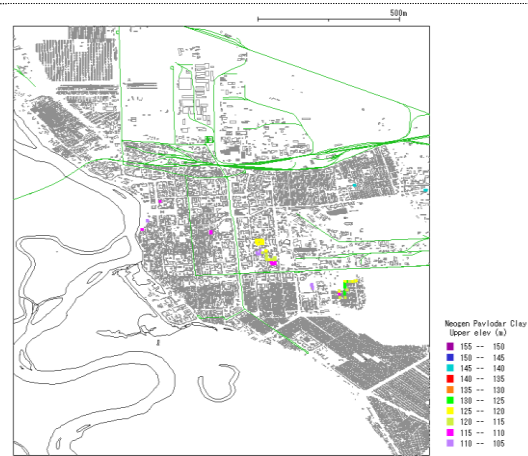 500m
Neogen Pavlodar Clay
Upper elev (m)
155 -- 150
150 -- 145
145 -- 140
140 -- 135
135 -- 130
130 -- 125
125 -- 120
120 -- 115
115 -- 110
110 -- 105